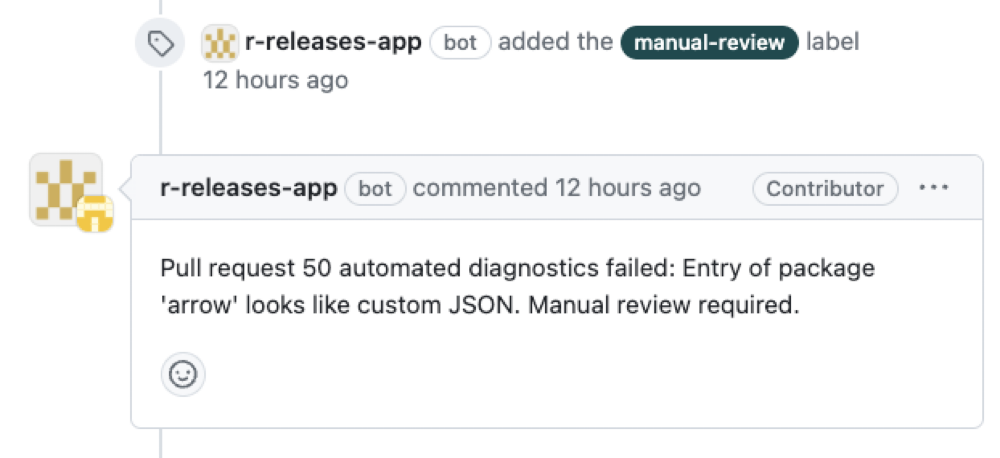 r-releases-app bot added the manual-review label
12 hours ago
r-releases-app bot commented 12 hours ago Contributor ...
Pull request 50 automated diagnostics failed: Entry of package
'arrow' looks like custom JSON. Manual review required.